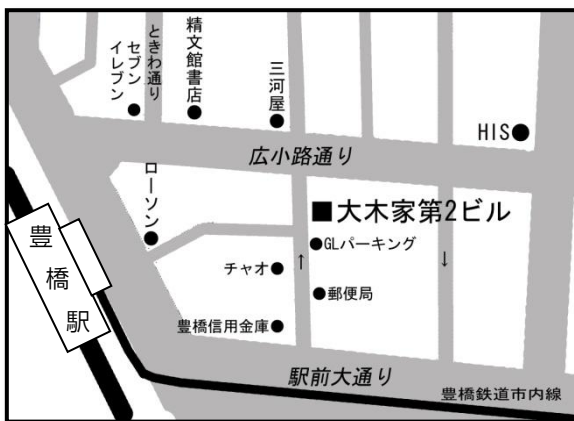 ときわ通り
セブン
イレブン
精文館書店
三河屋
HIS
広小路通り
ローソン
■大木家第2ビル
GLパーキング
チャオ
↑
↓
郵便局
豊橋信用金庫
豊橋駅
駅前大通り
豊橋鉄道市内線